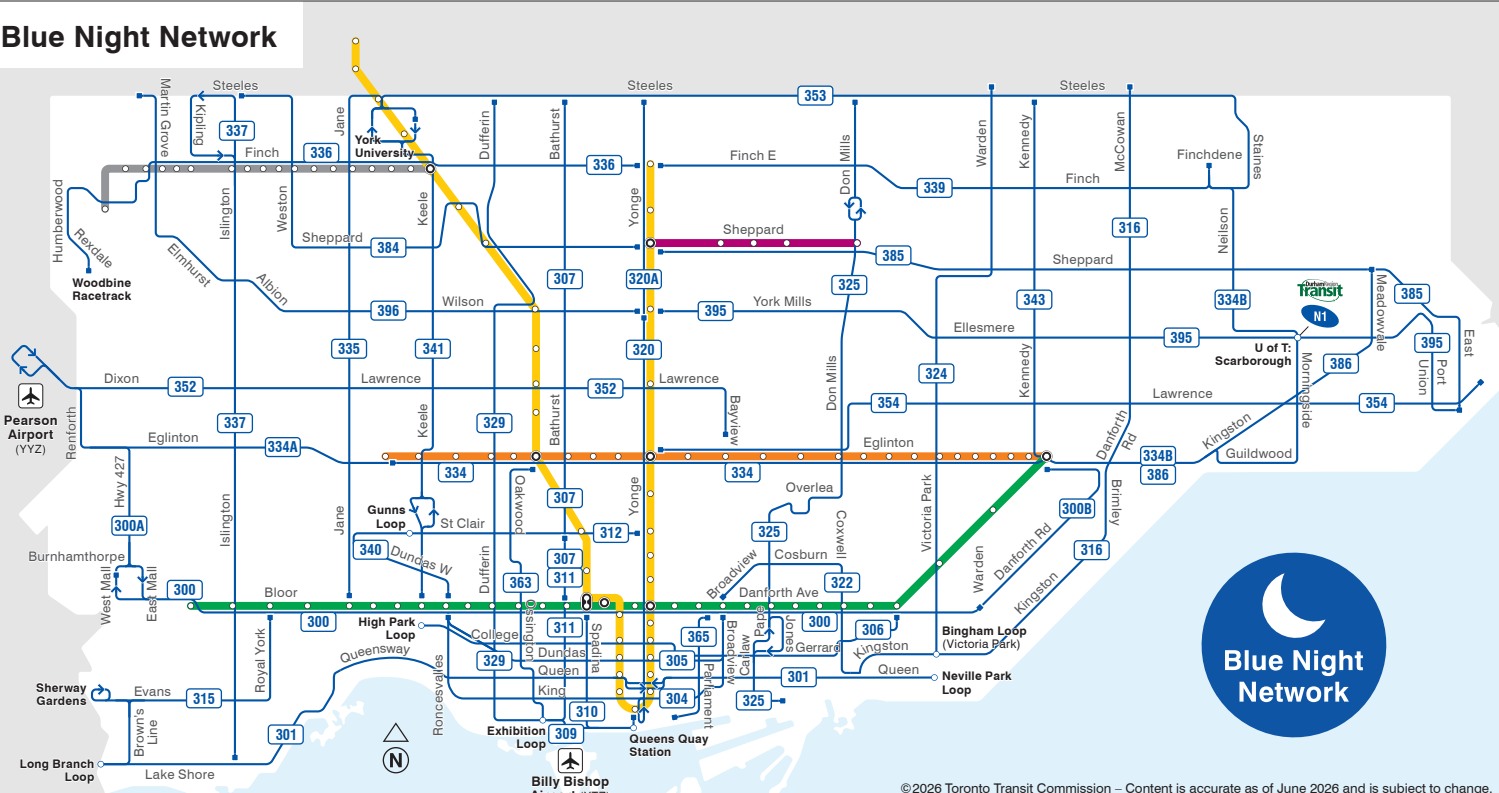 Blue Night Network
Steeles
Steeles
Steeles
353
Martin Grove
Kipling
337
Jane
York
University
Dufferin
Bathurst
Don Mills
Warden
Kennedy
McCowan
Staines
Finch
336
336
Finch E
Finchdene
339
Finch
Humberwood
Rexdale
Woodbine
Racetrack
Islington
Weston
Keele
Yonge
Neilson
316
Sheppard
384
Sheppard
385
Sheppard
Elmhurst
Albion
307
320A
325
343
334B
DurhamRegion
Transit
N1
Meadowvale
385
396
Wilson
395
York Mills
Ellesmere
395
395
East
335
341
320
U of T:
Scarborough
386
Port
Union
Pearson
Airport
(YYZ)
Dixon
352
Lawrence
352
Lawrence
Don Mills
324
Kennedy
Morningside
Renforth
337
Keele
329
Bathurst
Bayview
354
Lawrence
354
Eglinton
334A
Eglinton
Danforth
Rd
Kingston
Guildwood
334
334
334B
386
Hwy 427
300A
Islington
Jane
Gunns
Loop
St Clair
Oakwood
307
Yonge
Overlea
Victoria Park
300B
Brimley
312
325
Coxwell
316
Burnhamthorpe
340
Dundas W
Dufferin
307
311
Broadview
Cosburn
Warden
Danforth Rd
West Mall
East Mall
300
Bloor
363
Danforth Ave
322
Kingston
300
High Park
Loop
Ossington
311
Spadina
365
Pape
Jones
300
306
Bingham Loop
(Victoria Park)
College
Queensway
329
Dundas
305
Broadview
Carlaw
Gerrard
Kingston
Royal York
Roncesvalles
Queen
301
Queen
Neville Park
Loop
Sherway
Gardens
Evans
315
King
304
Parliament
325
Brown's
Line
301
310
Exhibition
Loop
309
Queens Quay
Station
Long Branch
Loop
Lake Shore
N
Billy Bishop
Blue Night
Network
©2026 Toronto Transit Commission – Content is accurate as of June 2026 and is subject to change.